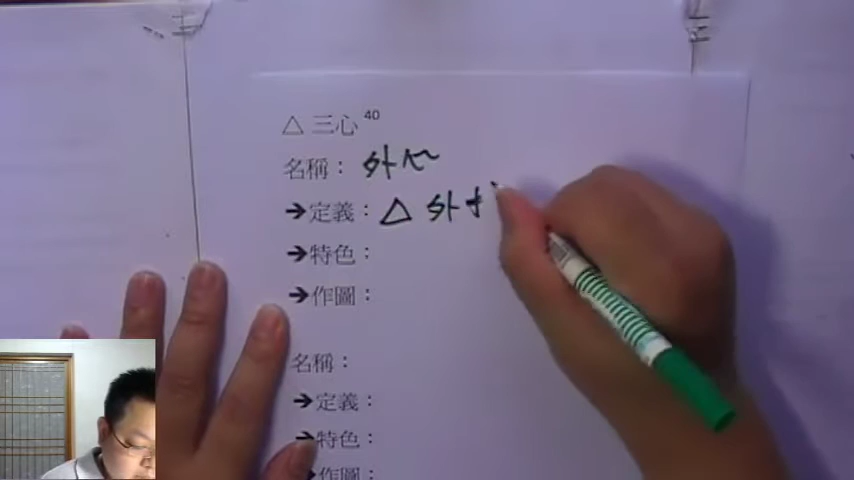 △ 三心 40
名稱： 外心
➔定義：△ 外
➔特色：
➔作圖：
名稱：
➔定義：
➔特色：
➔作圖：